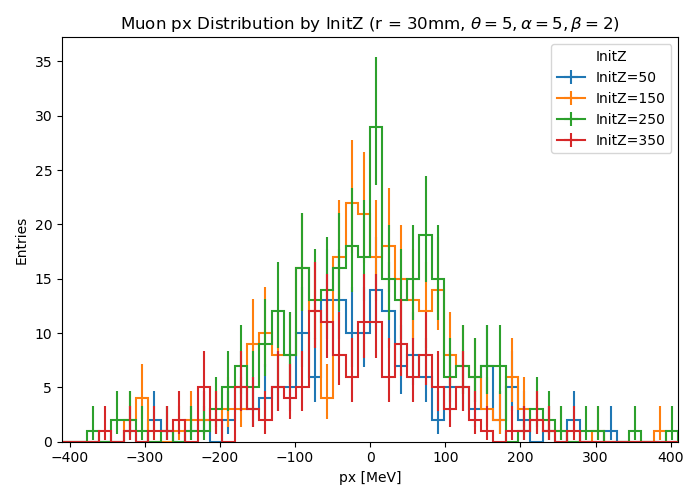 Muon px Distribution by InitZ (r = 30mm, θ = 5, α = 5, β = 2)
InitZ
InitZ=50
InitZ=150
InitZ=250
InitZ=350
35
30
25
20
15
10
5
0
Entries
−400 −300 −200 −100 0 100 200 300 400
px [MeV]